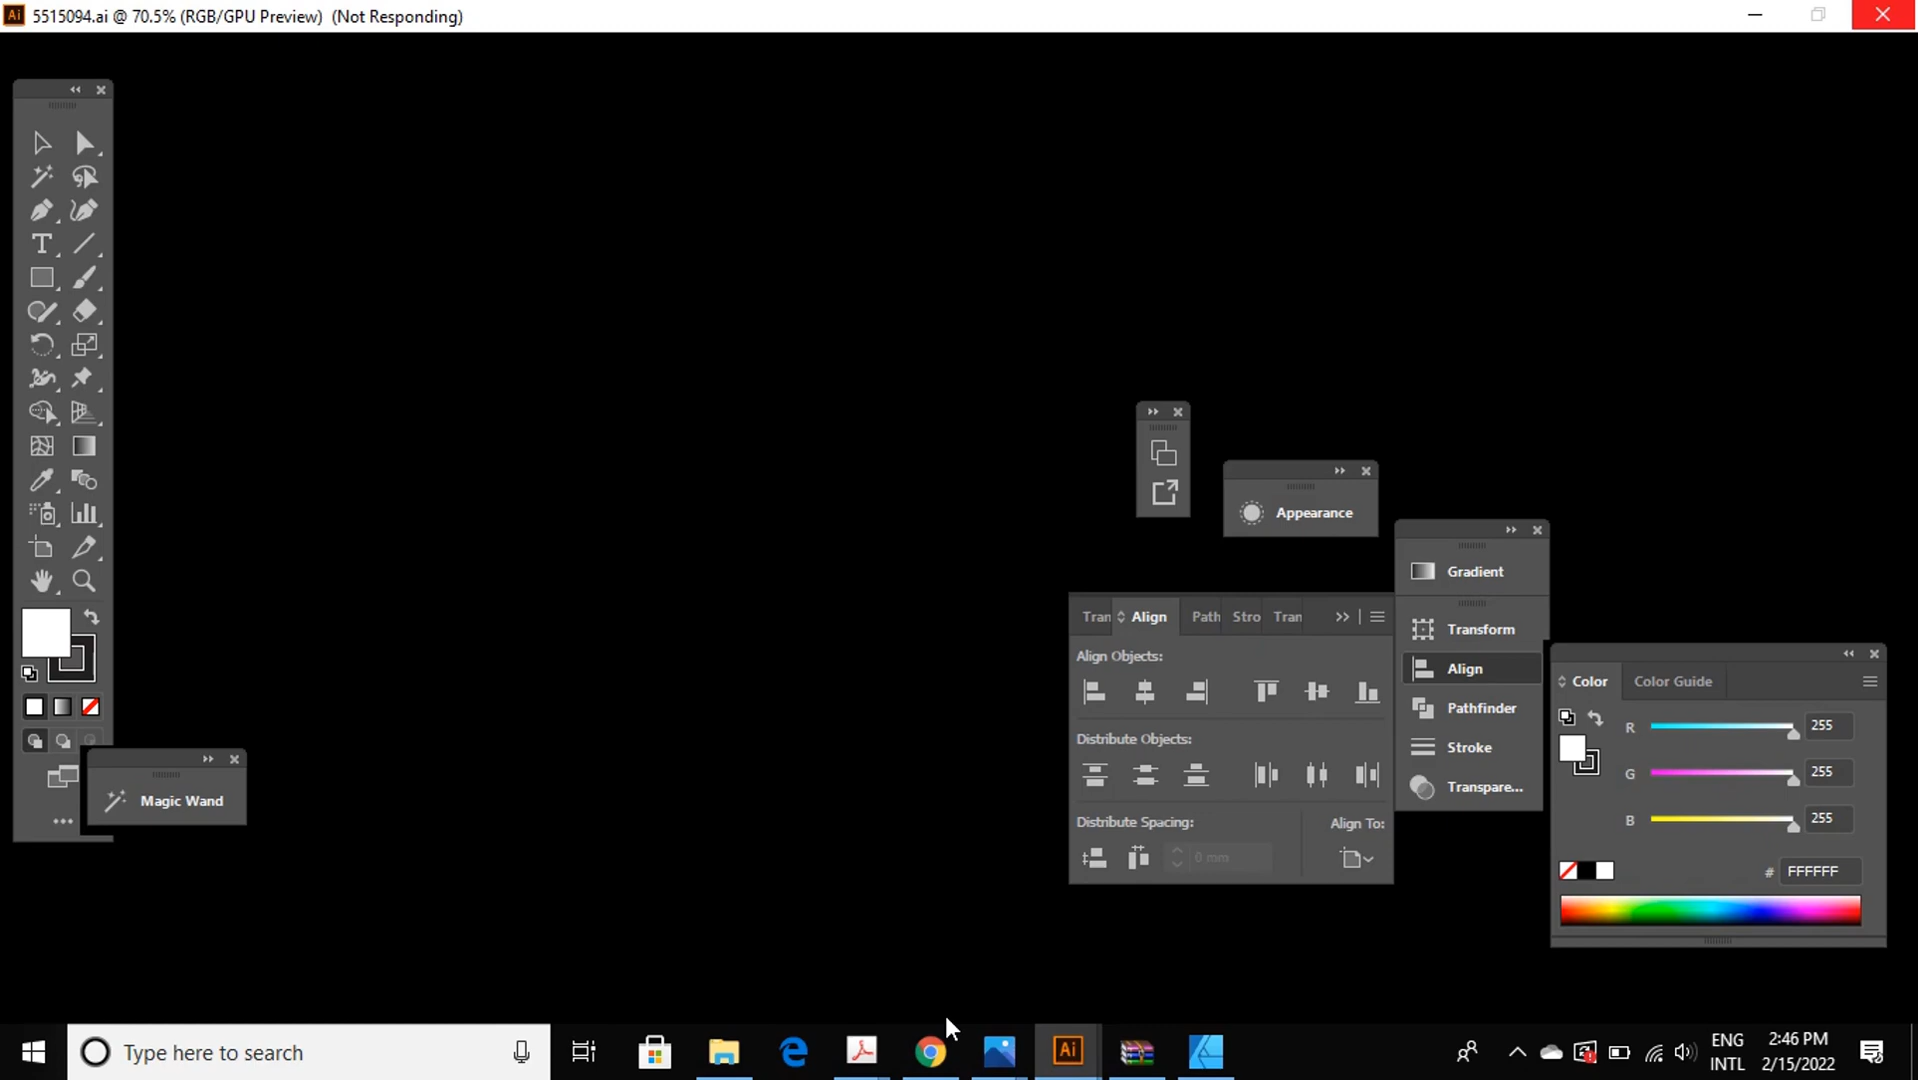 5515094.ai @ 70.5% (RGB/GPU Preview) (Not Responding)
Appearance
Gradient
Tran Align Path Stro Tran
Transform
Align Objects:
Align
Color Color Guide
Pathfinder
R 255
Distribute Objects:
Stroke
G 255
Transpare...
Magic Wand
Distribute Spacing: Align To:
B 255
0 mm
# FFFFFF
Type here to search
Ai
ENG
INTL
2:46 PM
2/15/2022